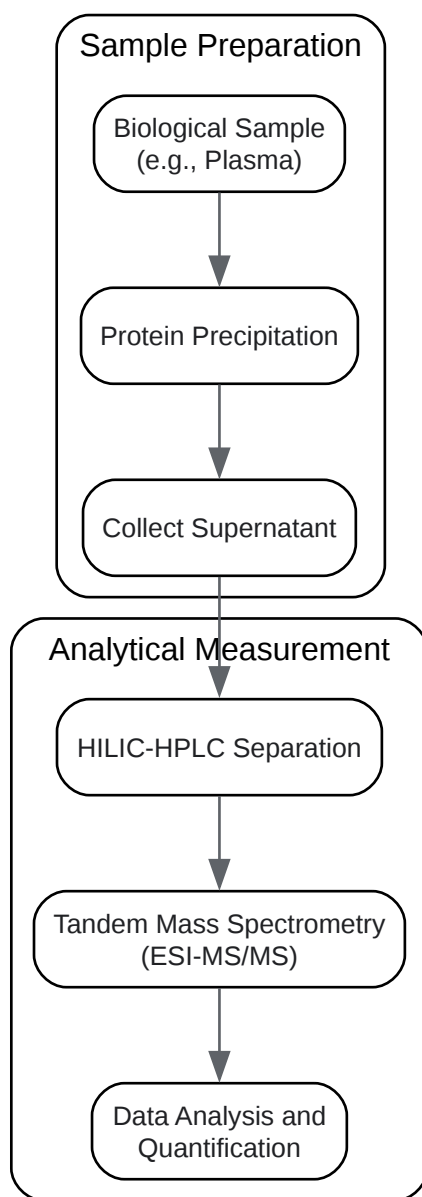 Sample Preparation
Biological Sample
(e.g., Plasma)
Protein Precipitation
Collect Supernatant
Analytical Measurement
HILIC-HPLC Separation
Tandem Mass Spectrometry
(ESI-MS/MS)
Data Analysis and
Quantification